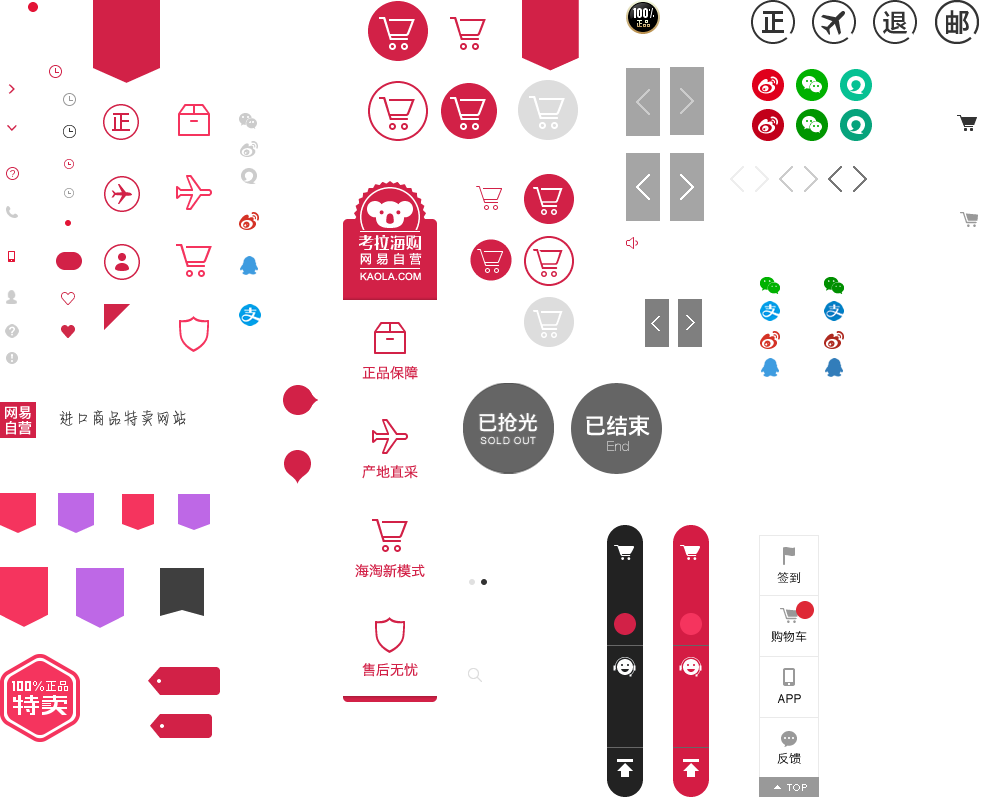 100%
正品
正
退
邮
正
考拉海购
网易自营
KAOLA.COM
正品保障
网易
自营
进口商品特卖网站
产地直采
已抢光
SOLD OUT
已结束
End
海淘新模式
签到
购物车
100%正品
特卖
售后无忧
APP
反馈
TOP